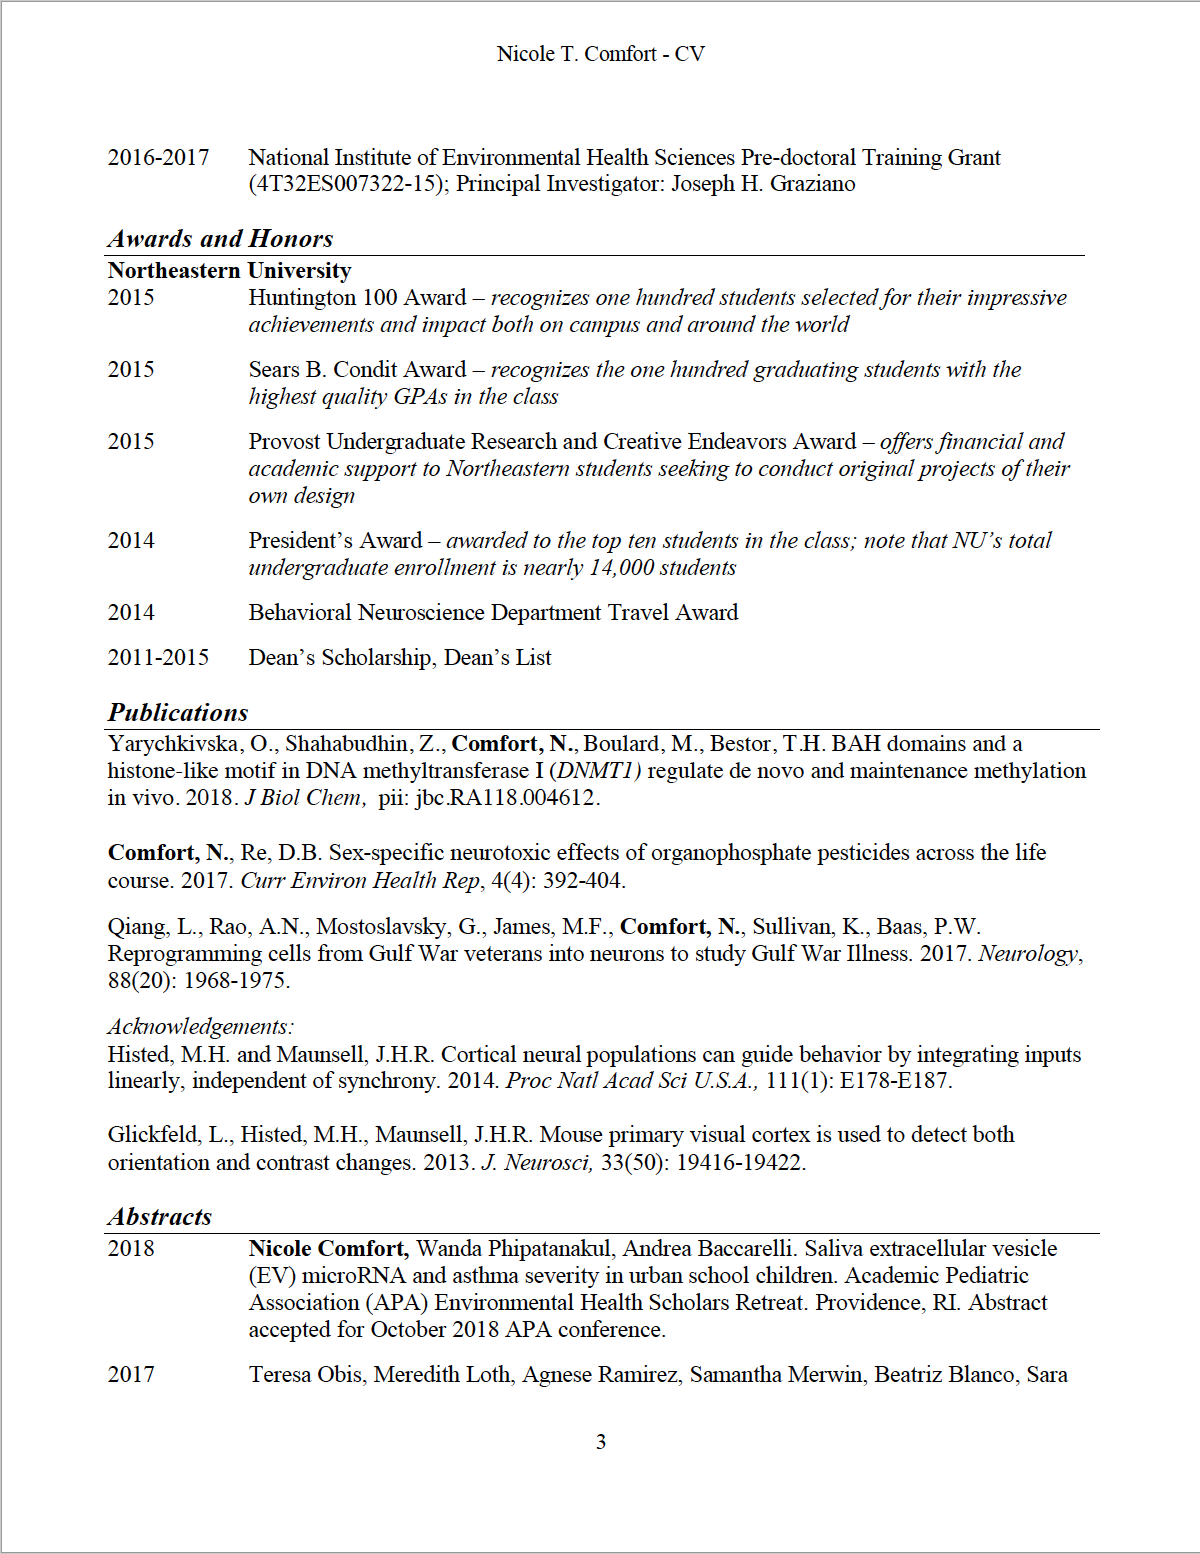 Nicole T. Comfort - CV
2016-2017 National Institute of Environmental Health Sciences Pre-doctoral Training Grant
(4T32ES007322-15); Principal Investigator: Joseph H. Graziano
Awards and Honors
Northeastern University
2015 Huntington 100 Award – recognizes one hundred students selected for their impressive
achievements and impact both on campus and around the world
2015 Sears B. Condit Award – recognizes the one hundred graduating students with the
highest quality GPAs in the class
2015 Provost Undergraduate Research and Creative Endeavors Award – offers financial and
academic support to Northeastern students seeking to conduct original projects of their
own design
2014 President’s Award – awarded to the top ten students in the class; note that NU’s total
undergraduate enrollment is nearly 14,000 students
2014 Behavioral Neuroscience Department Travel Award
2011-2015 Dean’s Scholarship, Dean’s List
Publications
Yarychkivska, O., Shahabudhin, Z., Comfort, N., Boulard, M., Bestor, T.H. BAH domains and a
histone-like motif in DNA methyltransferase I (DNMT1) regulate de novo and maintenance methylation
in vivo. 2018. J Biol Chem, pii: jbc.RA118.004612.
Comfort, N., Re, D.B. Sex-specific neurotoxic effects of organophosphate pesticides across the life
course. 2017. Curr Environ Health Rep, 4(4): 392-404.
Qiang, L., Rao, A.N., Mostoslavsky, G., James, M.F., Comfort, N., Sullivan, K., Baas, P.W.
Reprogramming cells from Gulf War veterans into neurons to study Gulf War Illness. 2017. Neurology,
88(20): 1968-1975.
Acknowledgements:
Histed, M.H. and Maunsell, J.H.R. Cortical neural populations can guide behavior by integrating inputs
linearly, independent of synchrony. 2014. Proc Natl Acad Sci U.S.A., 111(1): E178-E187.
Glickfeld, L., Histed, M.H., Maunsell, J.H.R. Mouse primary visual cortex is used to detect both
orientation and contrast changes. 2013. J. Neurosci, 33(50): 19416-19422.
Abstracts
2018 Nicole Comfort, Wanda Phipatanakul, Andrea Baccarelli. Saliva extracellular vesicle
(EV) microRNA and asthma severity in urban school children. Academic Pediatric
Association (APA) Environmental Health Scholars Retreat. Providence, RI. Abstract
accepted for October 2018 APA conference.
2017 Teresa Obis, Meredith Loth, Agnese Ramirez, Samantha Merwin, Beatriz Blanco, Sara
3